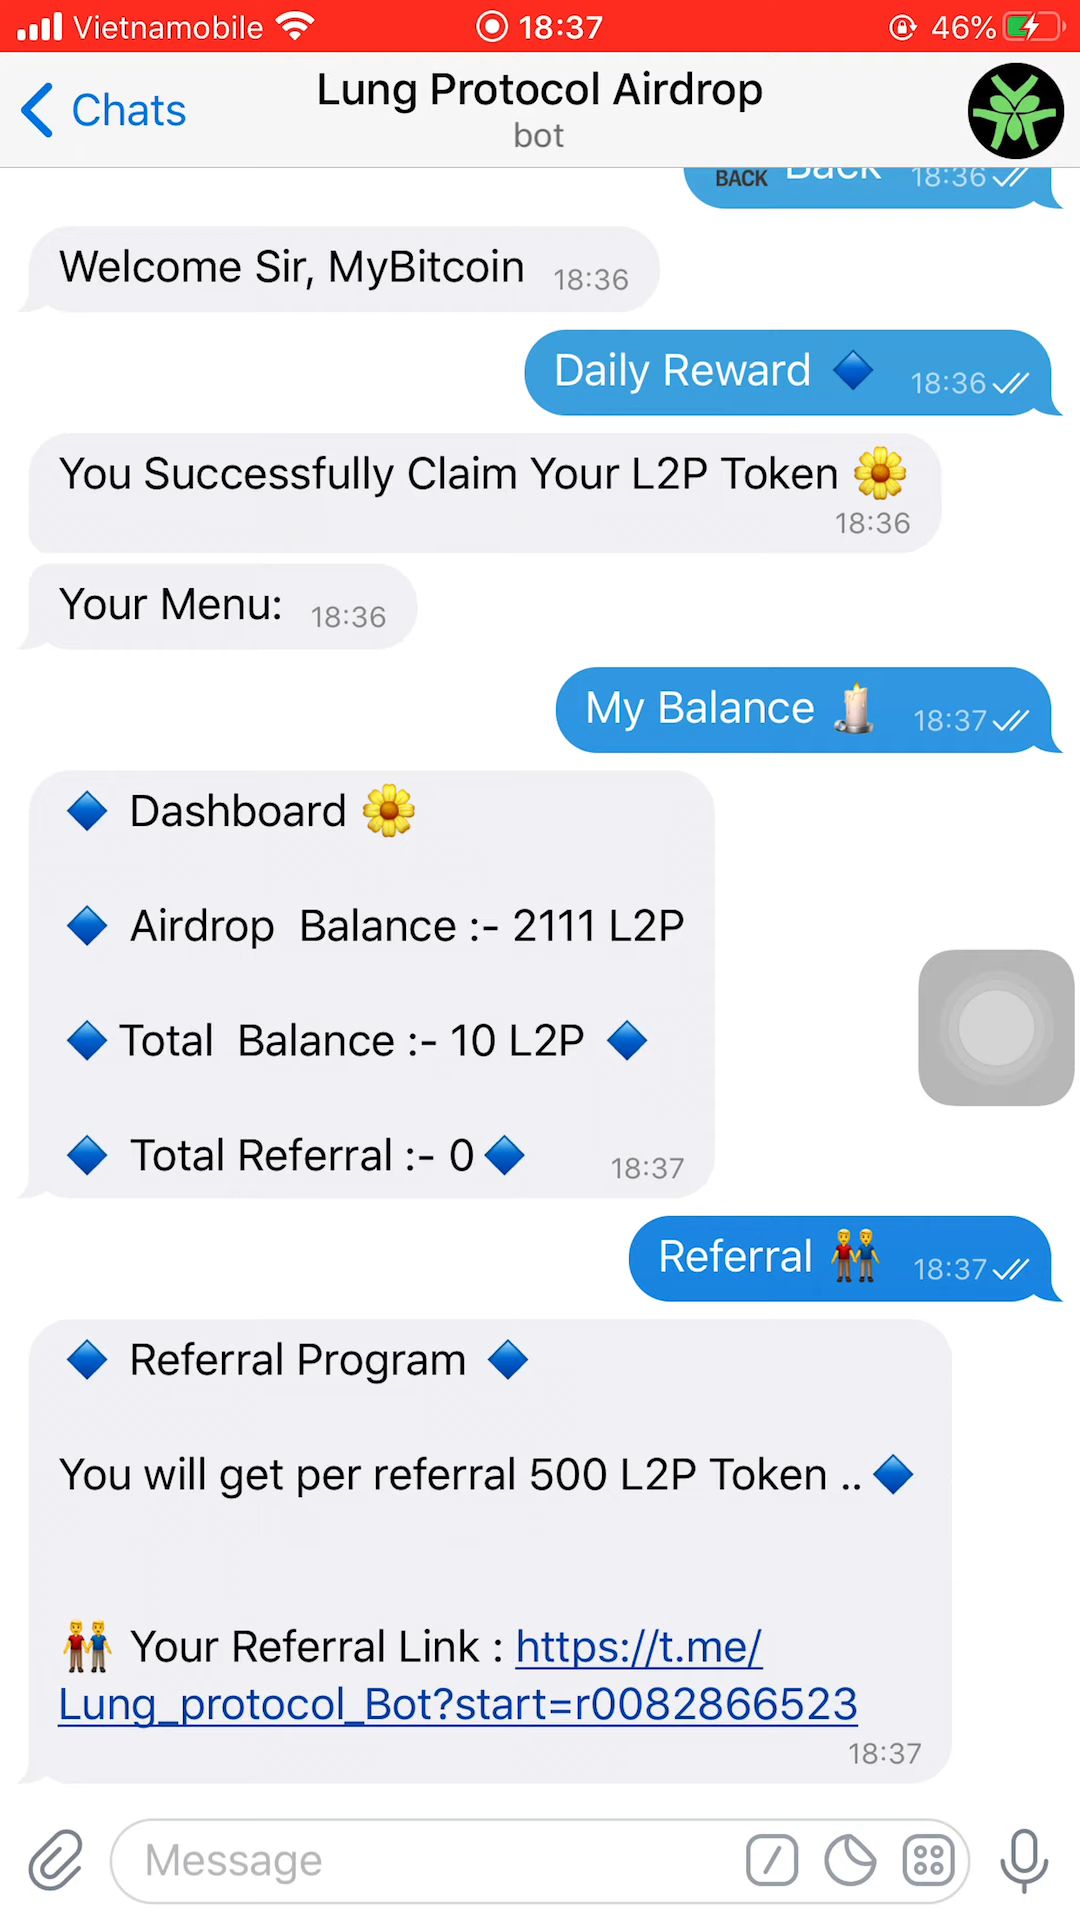 Vietnamobile 18:37 46%
Chats
Lung Protocol Airdrop
bot
BACK Back 18:36
Welcome Sir, MyBitcoin 18:36
Daily Reward 18:36
You Successfully Claim Your L2P Token
18:36
Your Menu: 18:36
My Balance 18:37
Dashboard
Airdrop Balance :- 2111 L2P
Total Balance :- 10 L2P
Total Referral :- 0
18:37
Referral 18:37
Referral Program
You will get per referral 500 L2P Token ..
Your Referral Link : https://t.me/
Lung_protocol_Bot?start=r0082866523
18:37
Message